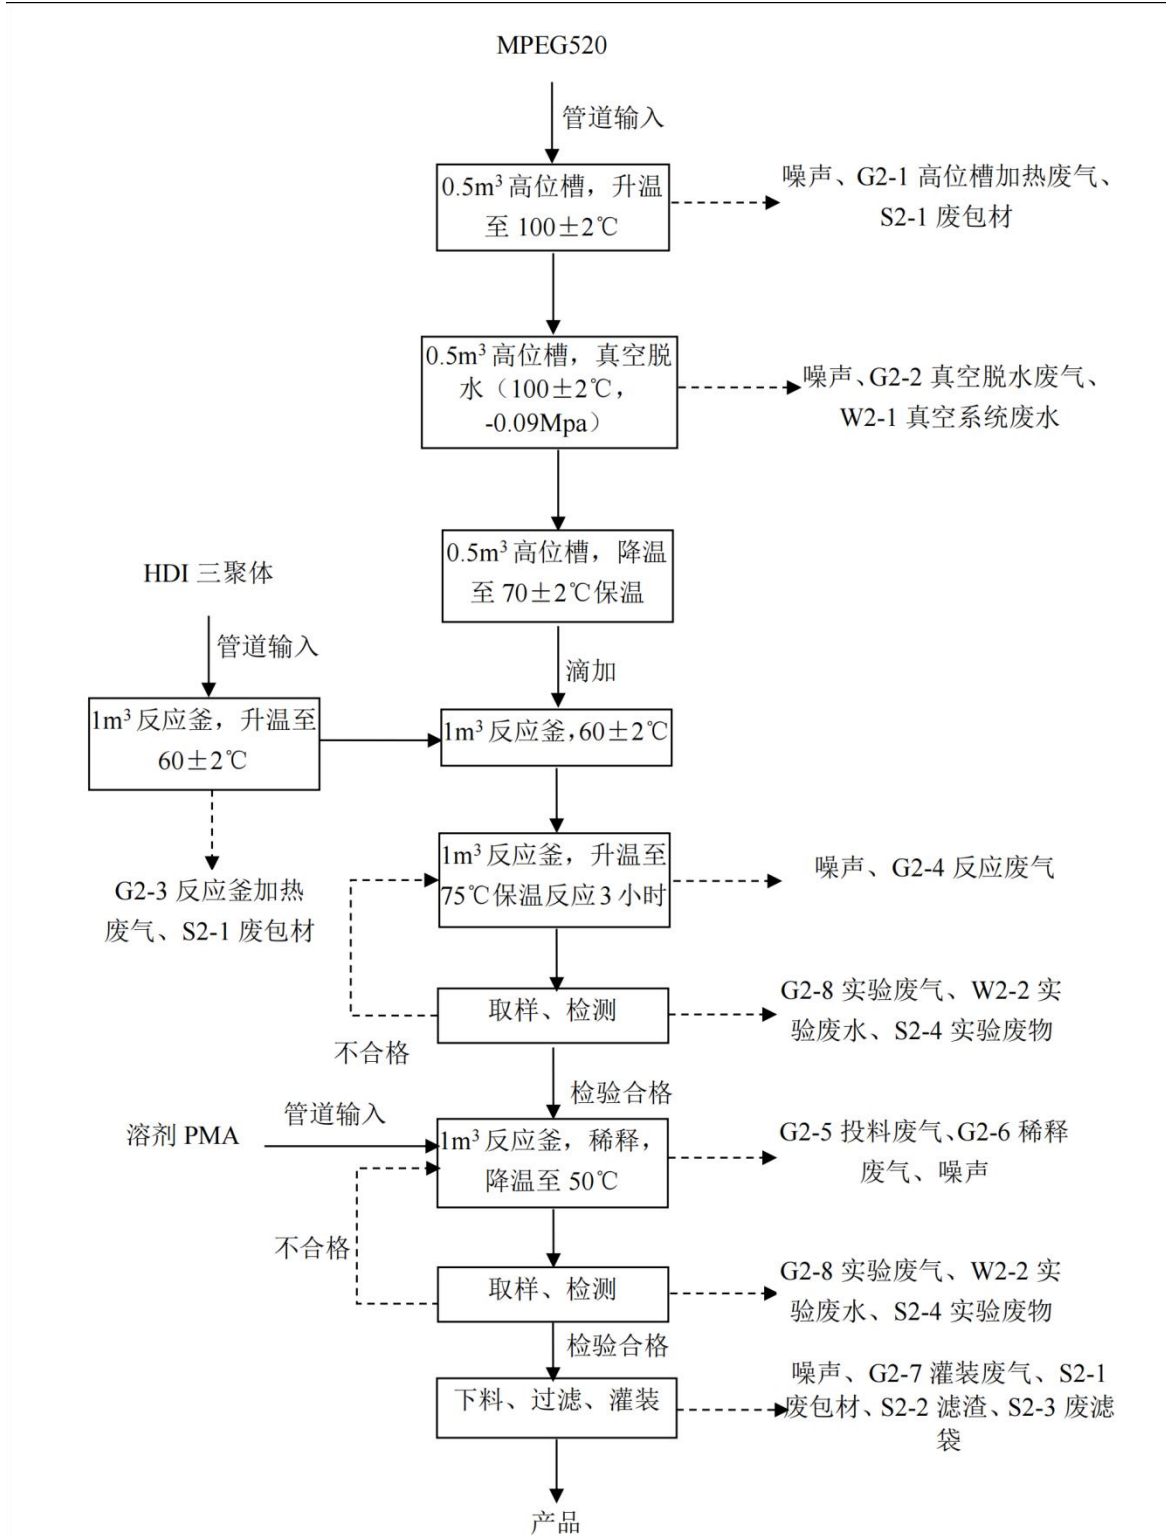 MPEG520
管道输入
0.5m³ 高位槽，升温
至 100±2℃
噪声、G2-1 高位槽加热废气、
S2-1 废包材
0.5m³ 高位槽，真空脱
水（100±2℃，
-0.09Mpa）
噪声、G2-2 真空脱水废气、
W2-1 真空系统废水
0.5m³ 高位槽，降温
至 70±2℃保温
HDI 三聚体
管道输入
滴加
1m³ 反应釜，升温至
60±2℃
1m³ 反应釜，60±2℃
G2-3 反应釜加热
废气、S2-1 废包材
1m³ 反应釜，升温至
75℃保温反应 3 小时
噪声、G2-4 反应废气
取样、检测
G2-8 实验废气、W2-2 实
验废水、S2-4 实验废物
不合格
检验合格
溶剂 PMA
管道输入
1m³ 反应釜，稀释，
降温至 50℃
G2-5 投料废气、G2-6 稀释
废气、噪声
不合格
取样、检测
G2-8 实验废气、W2-2 实
验废水、S2-4 实验废物
检验合格
下料、过滤、灌装
噪声、G2-7 灌装废气、S2-1
废包材、S2-2 滤渣、S2-3 废滤
袋
产品